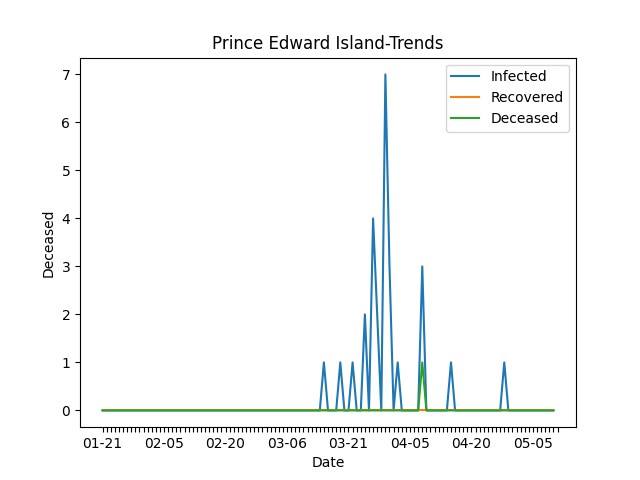 Prince Edward Island-Trends
Infected
Recovered
Deceased
7
6
5
4
3
2
1
0
Deceased
01-21 02-05 02-20 03-06 03-21 04-05 04-20 05-05
Date